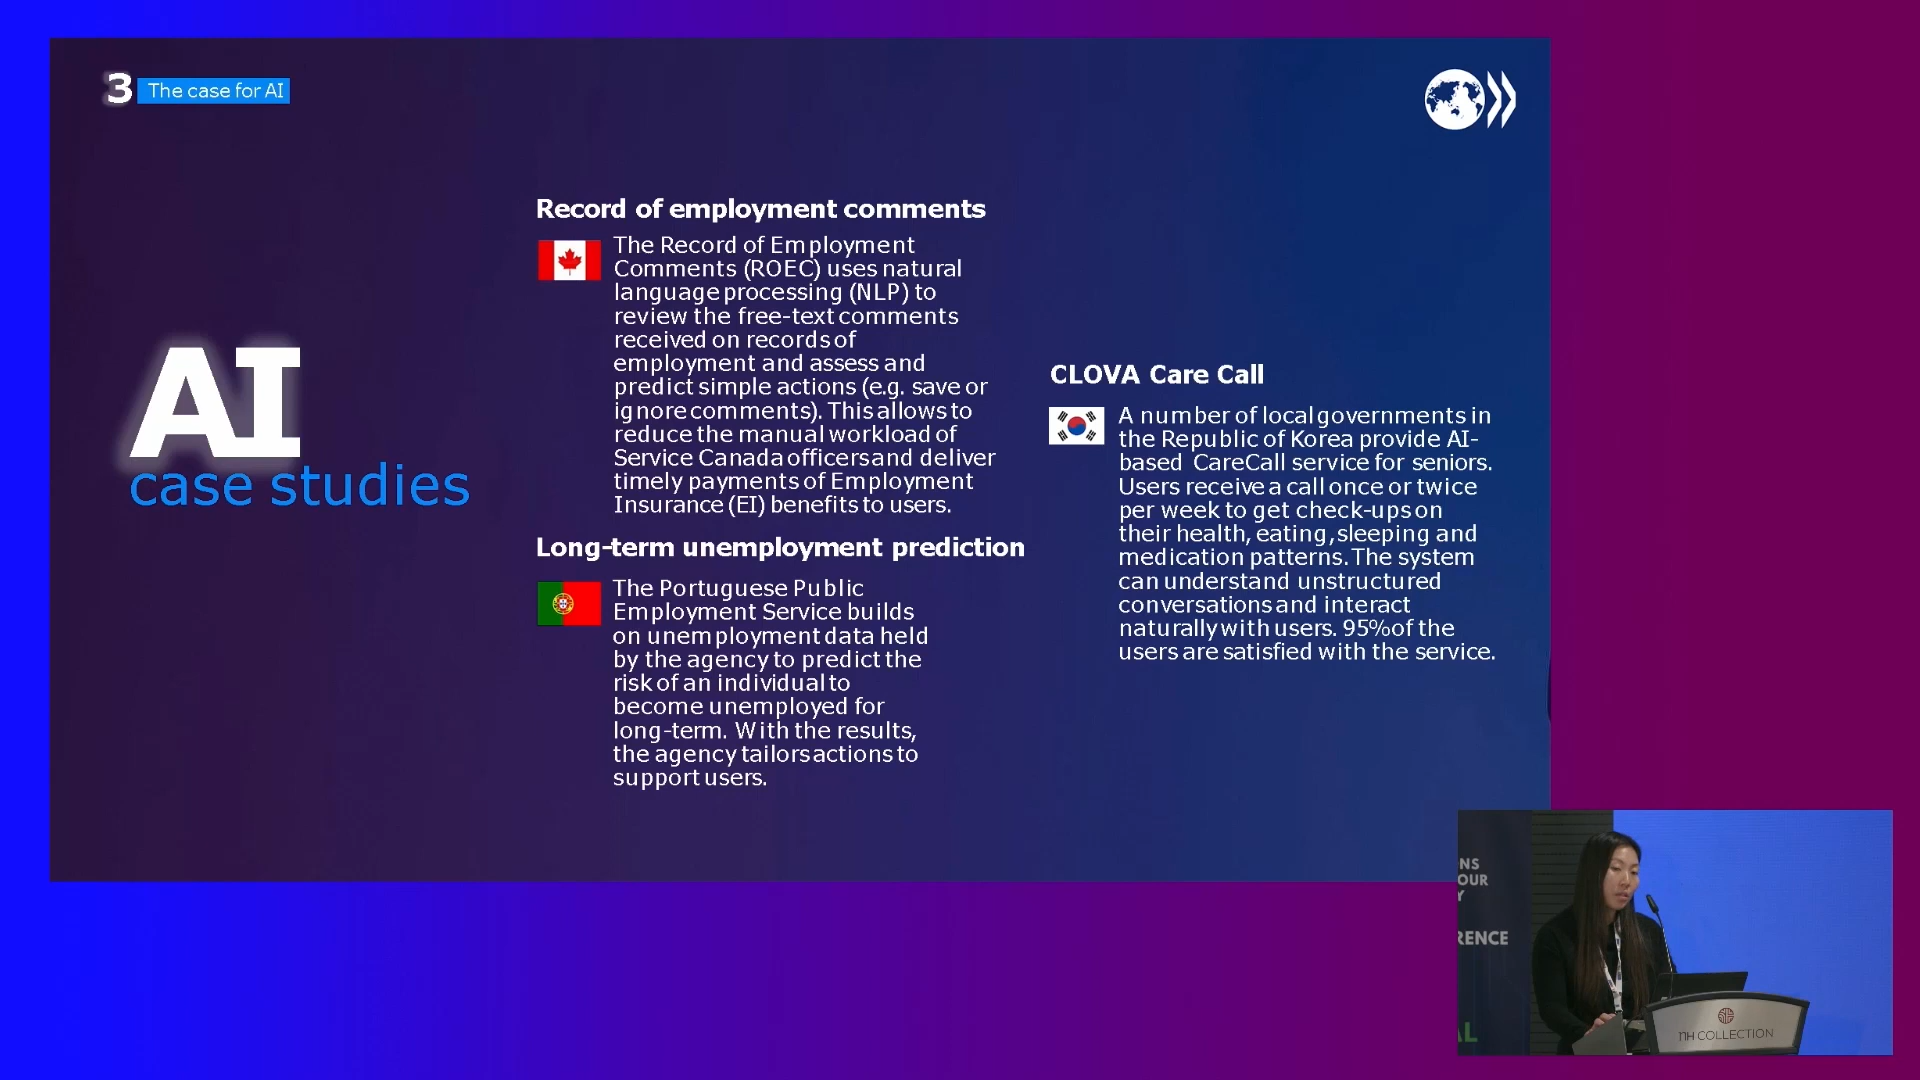 3 The case for AI
AI
case studies
Record of employment comments
The Record of Employment
Comments (ROEC) uses natural
language processing (NLP) to
review the free-text comments
received on records of
employment and assess and
predict simple actions (e.g. save or
ignore comments). This allows to
reduce the manual workload of
Service Canada officers and deliver
timely payments of Employment
Insurance (EI) benefits to users.
Long-term unemployment prediction
The Portuguese Public
Employment Service builds
on unemployment data held
by the agency to predict the
risk of an individual to
become unemployed for
long-term. With the results,
the agency tailors actions to
support users.
CLOVA Care Call
A number of local governments in
the Republic of Korea provide AI-
based CareCall service for seniors.
Users receive a call once or twice
per week to get check-ups on
their health, eating, sleeping and
medication patterns. The system
can understand unstructured
conversations and interact
naturally with users. 95% of the
users are satisfied with the service.
NS
OUR
Y
RENCE
AL
NH COLLECTION